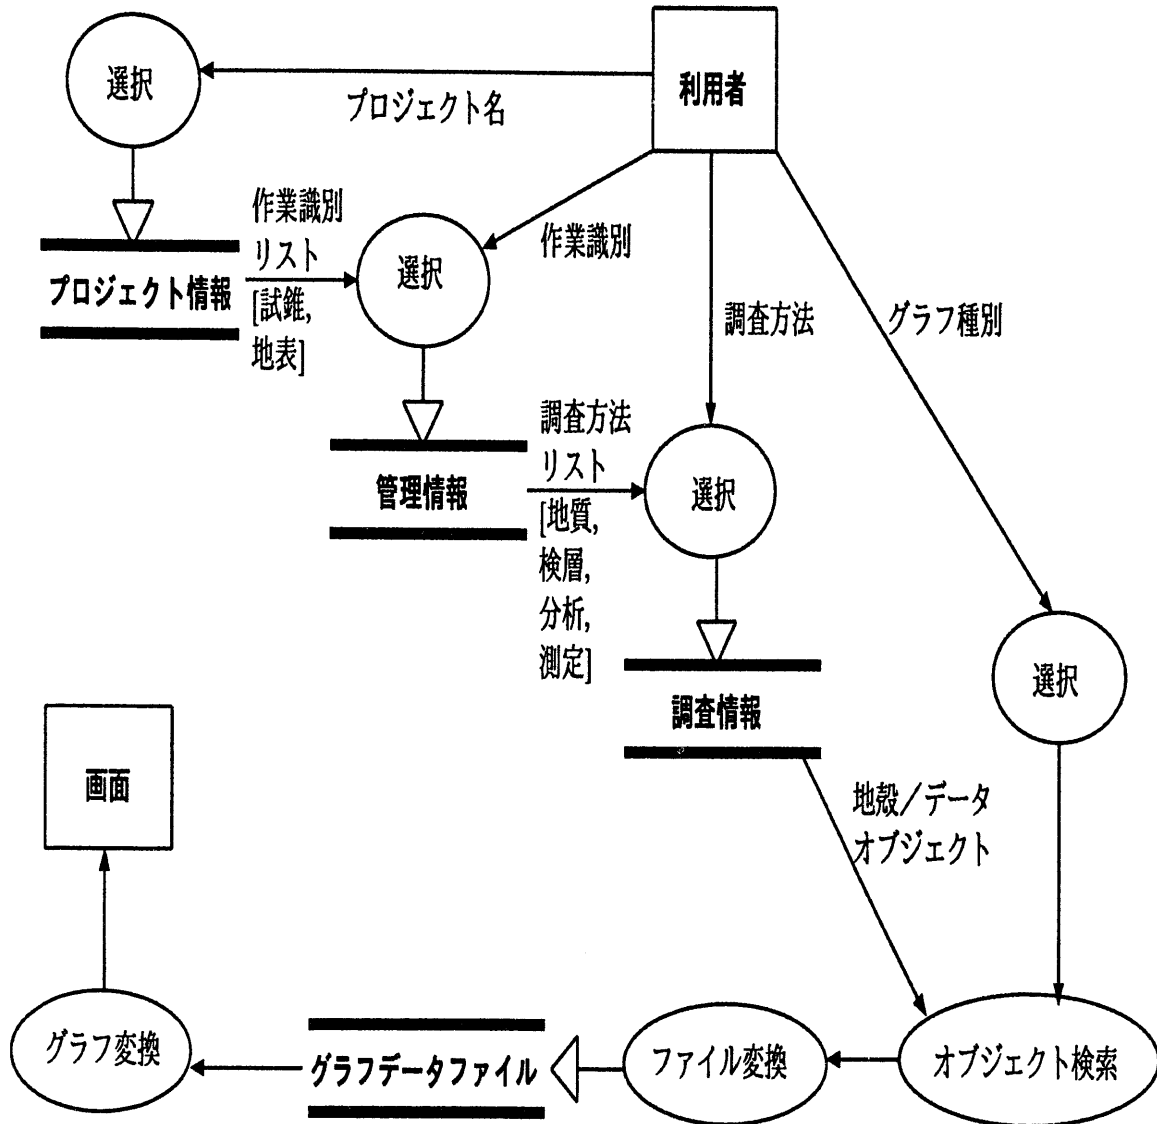 選択
利用者
プロジェクト名
作業識別
リスト
[試錐,
地表]
選択
作業識別
プロジェクト情報
調査方法
グラフ種別
調査方法
リスト
[地質,
検層,
分析,
測定]
管理情報
選択
選択
調査情報
画面
地殻／データ
オブジェクト
グラフ変換
グラフデータファイル
ファイル変換
オブジェクト検索